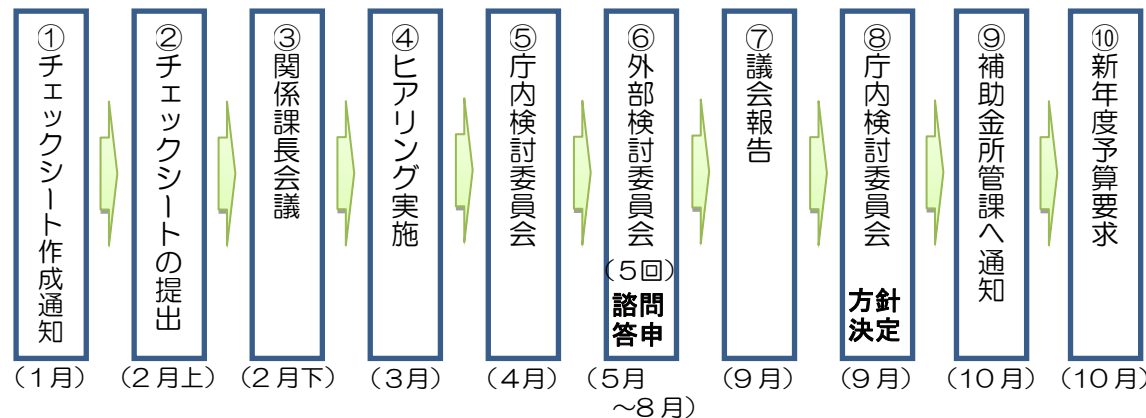 ①チェックシート作成通知
(1月)
②チェックシートの提出
(2月上)
③関係課長会議
(2月下)
④ヒアリング実施
(3月)
⑤庁内検討委員会
(4月)
⑥外部検討委員会
(5回)
諮問
答申
(5月
～8月)
⑦議会報告
(9月)
⑧庁内検討委員会
方針
決定
(9月)
⑨補助金所管課へ通知
(10月)
⑩新年度予算要求
(10月)